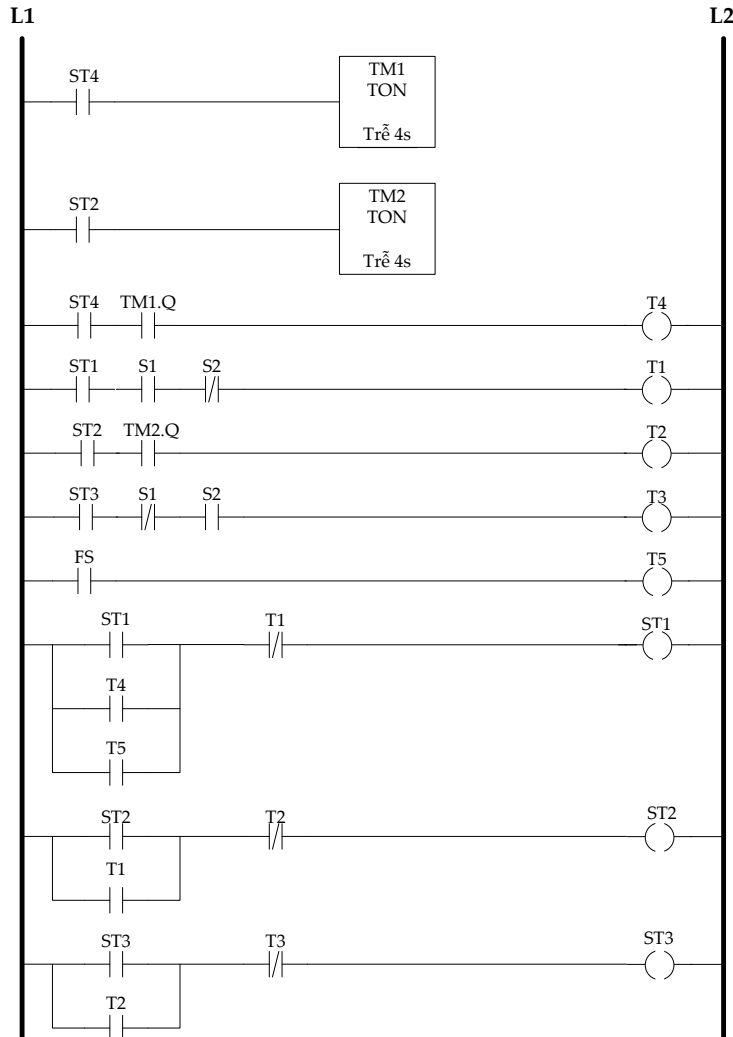 L1 L2
ST4
TM1
TON
Trễ 4s
ST2
TM2
TON
Trễ 4s
ST4 TM1.Q T4
ST1 S1 S2 T1
ST2 TM2.Q T2
ST3 S1 S2 T3
FS T5
ST1 T1 ST1
T4
T5
ST2 T2 ST2
T1
ST3 T3 ST3
T2